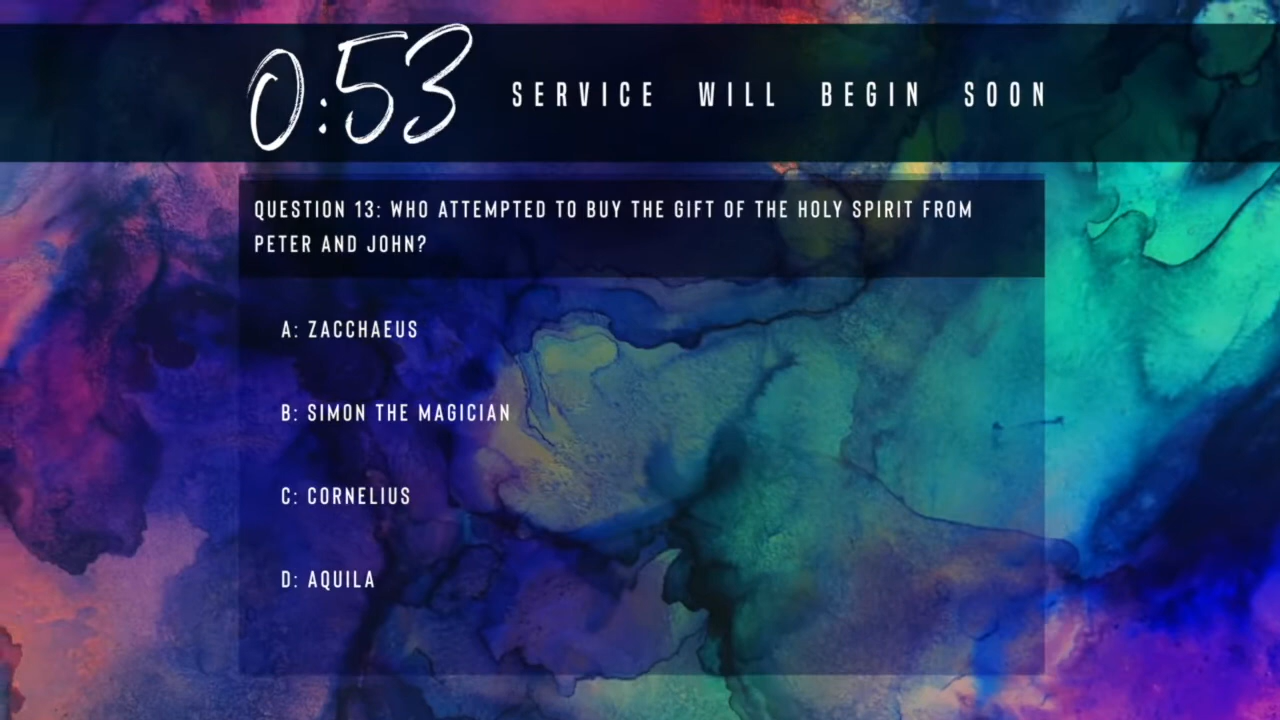 0:53 SERVICE WILL BEGIN SOON
QUESTION 13: WHO ATTEMPTED TO BUY THE GIFT OF THE HOLY SPIRIT FROM
PETER AND JOHN?
A: ZACCHAEUS
B: SIMON THE MAGICIAN
C: CORNELIUS
D: AQUILA